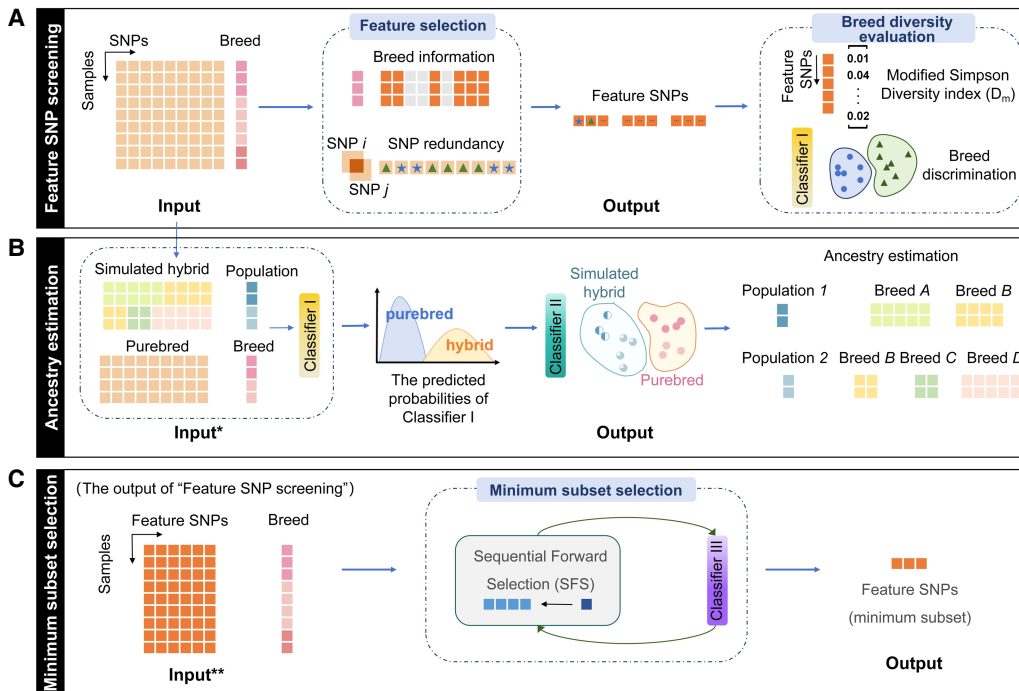 A
Feature SNP screening
SNPs
Samples
Breed
Input
Feature selection
Breed information
SNP i
SNP j
SNP redundancy
Feature SNPs
... ... ...
Output
Breed diversity
evaluation
Feature
SNPs
0.01
0.04
.
.
.
0.02
Modified Simpson
Diversity index (Dm)
Classifier I
Breed
discrimination
B
Ancestry estimation
Simulated hybrid
Population
Purebred
Breed
Classifier I
Input*
purebred
hybrid
The predicted
probabilities of
Classifier I
Classifier II
Simulated
hybrid
Purebred
Output
Ancestry estimation
Population 1
Breed A
Breed B
Population 2
Breed B
Breed C
Breed D
C
Minimum subset selection
(The output of “Feature SNP screening”)
Feature SNPs
Samples
Breed
Input**
Minimum subset selection
Sequential Forward
Selection (SFS)
Classifier III
Feature SNPs
(minimum subset)
Output